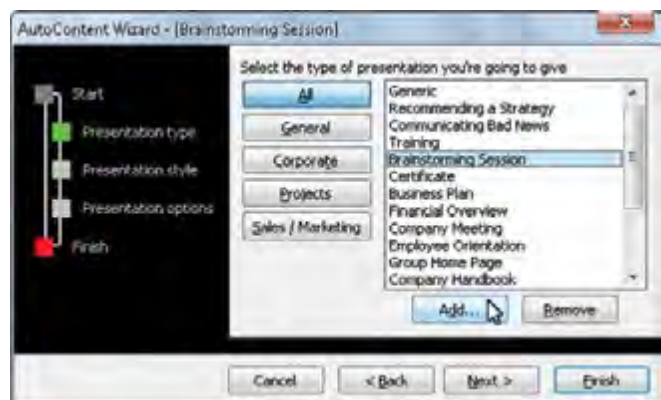 AutoContent Wizard - [Brainstorming Session]
Select the type of presentation you're going to give
Start
Presentation type
Presentation style
Presentation options
Finish
All
General
Corporate
Projects
Sales / Marketing
Generic
Recommending a Strategy
Communicating Bad News
Training
Brainstorming Session
Certificate
Business Plan
Financial Overview
Company Meeting
Employee Orientation
Group Home Page
Company Handbook
Add... Remove
Cancel < Back Next > Finish